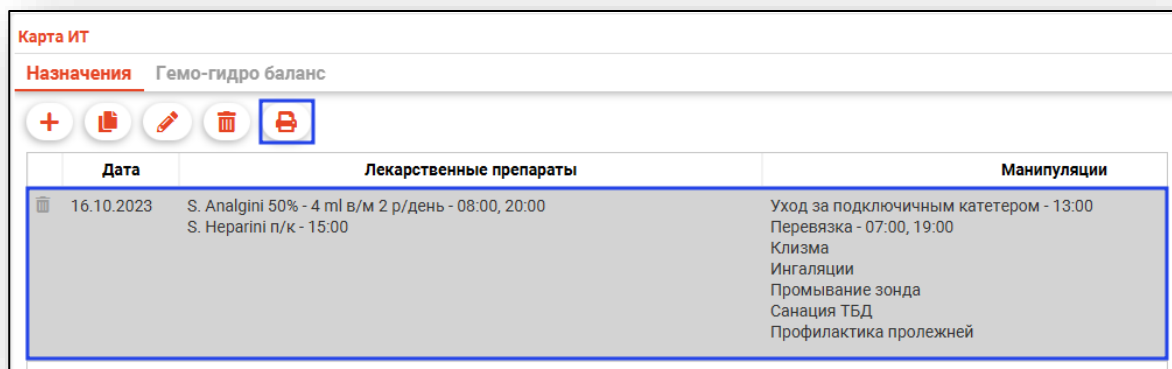 Карта ИТ
Назначения Гемо-гидро баланс
Дата Лекарственные препараты Манипуляции
16.10.2023 S. Analgini 50% - 4 ml в/м 2 р/день - 08:00, 20:00 Уход за подключичным катетером - 13:00
S. Heparini п/к - 15:00 Перевязка - 07:00, 19:00
Клизма
Ингаляции
Промывание зонда
Санация ТБД
Профилактика пролежней